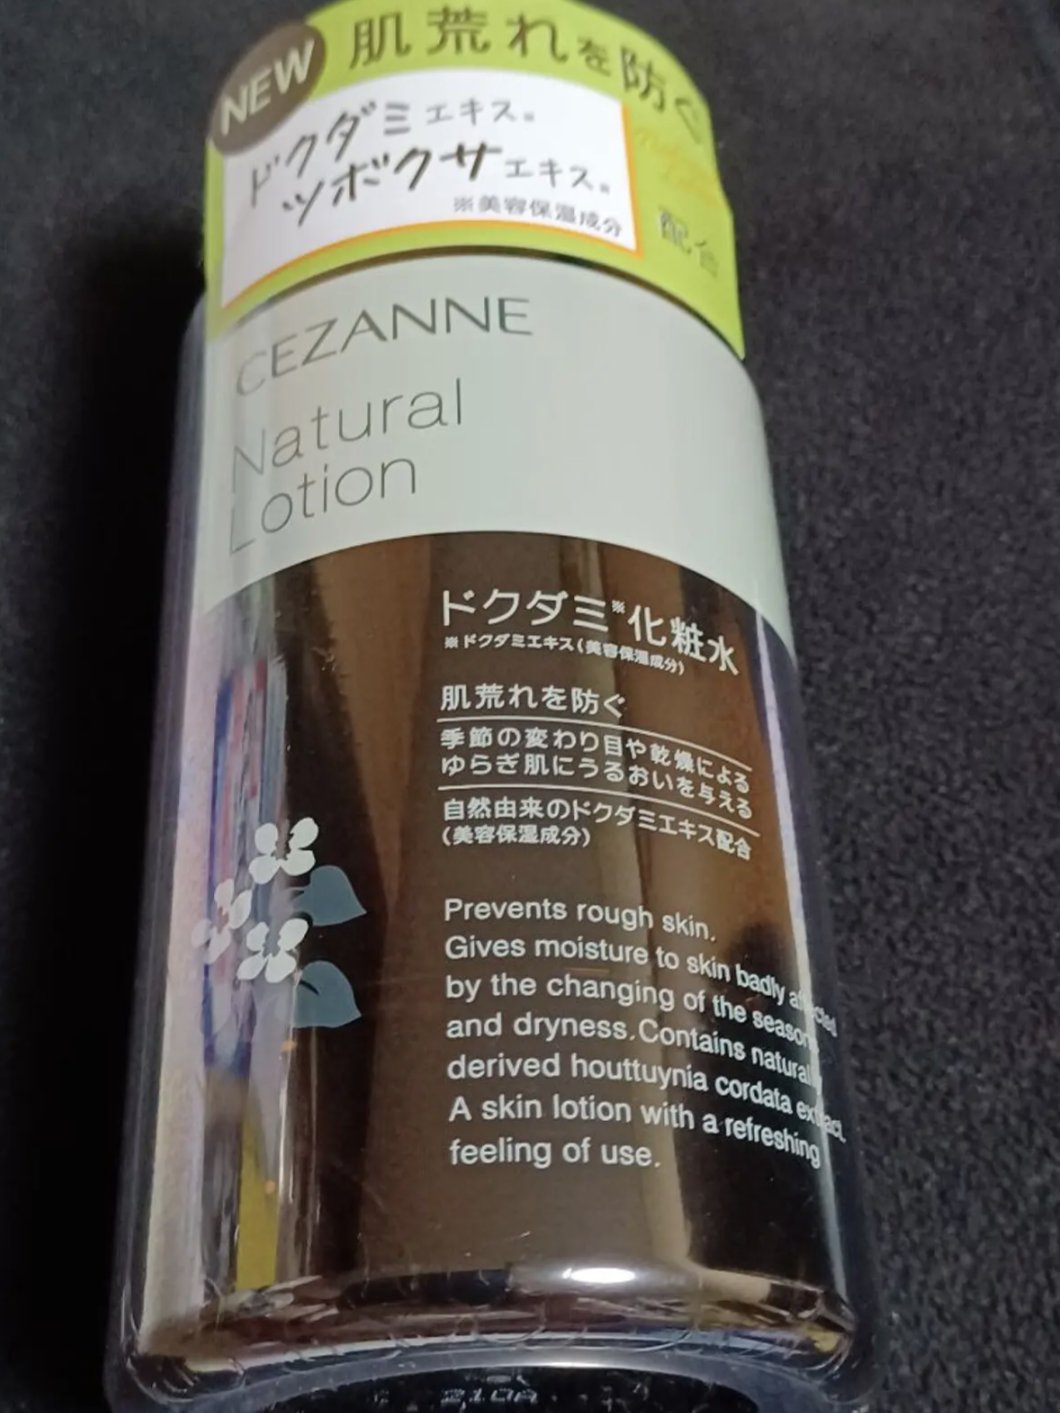 NEW
肌荒れを防ぐ
ドクダミエキス※
ツボクサエキス※
※美容保湿成分
配合
CEZANNE
Natural
Lotion
ドクダミ※化粧水
※ドクダミエキス(美容保湿成分)
肌荒れを防ぐ
季節の変わり目や乾燥による
ゆらぎ肌にうるおいを与える
自然由来のドクダミエキス配合
(美容保湿成分)
Prevents rough skin.
Gives moisture to skin badly affected
by the changing of the season
and dryness.Contains natural
derived houttuynia cordata extract.
A skin lotion with a refreshing
feeling of use.